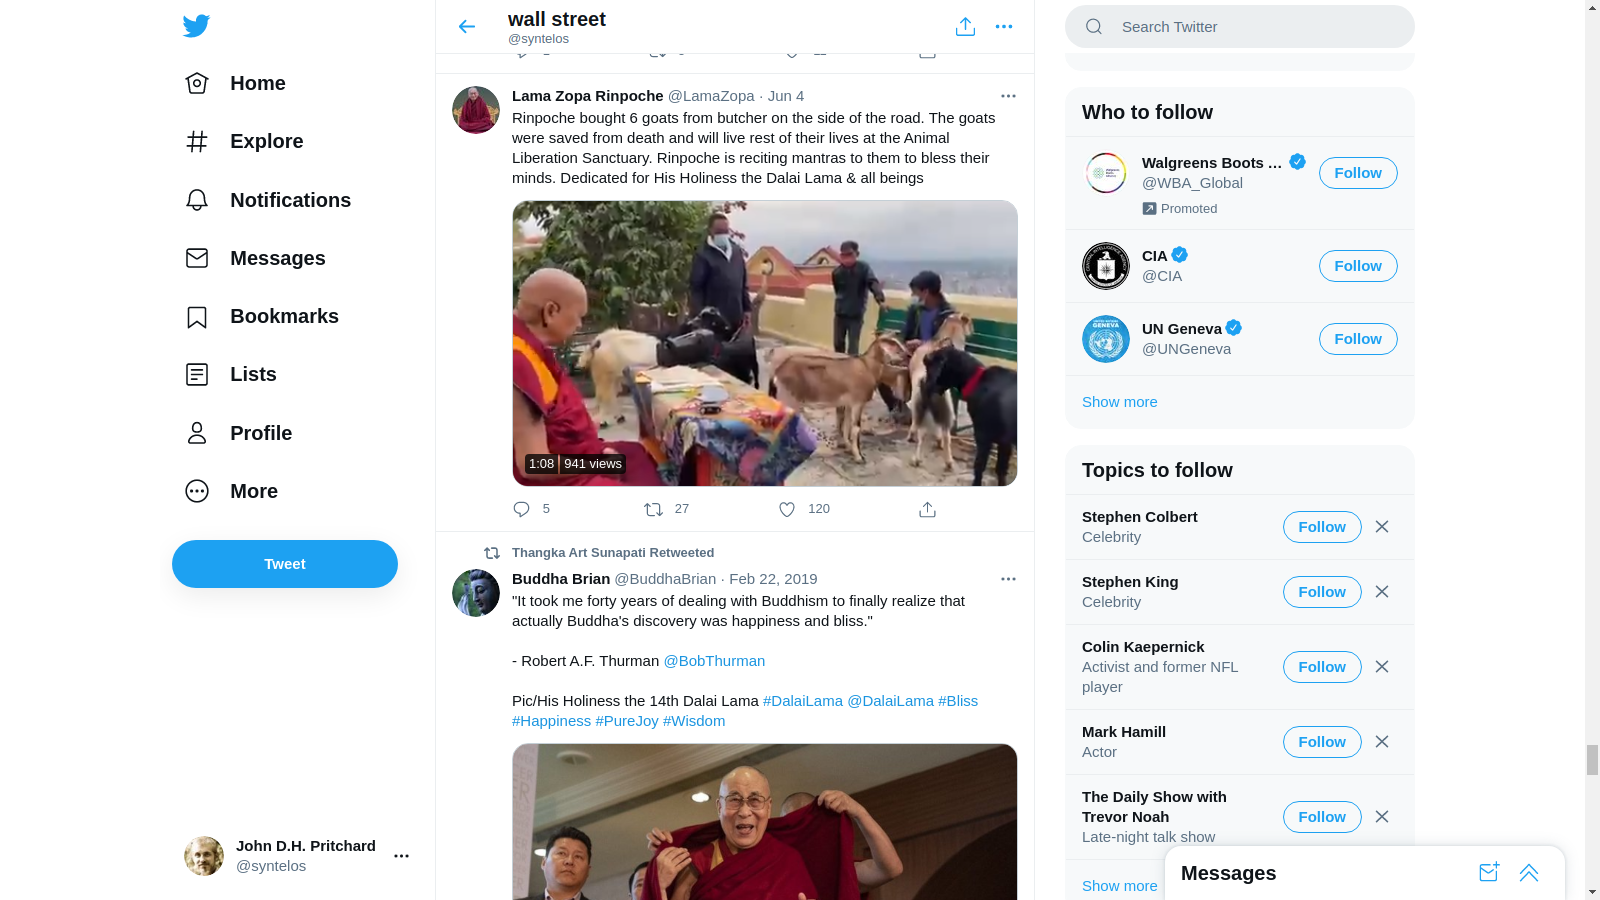 Home
Explore
Notifications
Messages
Bookmarks
Lists
Profile
More
Tweet
John D.H. Pritchard
@syntelos
wall street
@syntelos
Lama Zopa Rinpoche @LamaZopa · Jun 4
Rinpoche bought 6 goats from butcher on the side of the road. The goats
were saved from death and will live rest of their lives at the Animal
Liberation Sanctuary. Rinpoche is reciting mantras to them to bless their
minds. Dedicated for His Holiness the Dalai Lama & all beings
1:08 941 views
5 27 120
Thangka Art Sunapati Retweeted
Buddha Brian @BuddhaBrian · Feb 22, 2019
"It took me forty years of dealing with Buddhism to finally realize that
actually Buddha's discovery was happiness and bliss."
- Robert A.F. Thurman @BobThurman
Pic/His Holiness the 14th Dalai Lama #DalaiLama @DalaiLama #Bliss
#Happiness #PureJoy #Wisdom
Search Twitter
Who to follow
Walgreens Boots ...
@WBA_Global
Promoted
Follow
CIA
@CIA
Follow
UN Geneva
@UNGeneva
Follow
Show more
Topics to follow
Stephen Colbert
Celebrity
Follow
Stephen King
Celebrity
Follow
Colin Kaepernick
Activist and former NFL
player
Follow
Mark Hamill
Actor
Follow
The Daily Show with
Trevor Noah
Late-night talk show
Follow
Show more
Messages